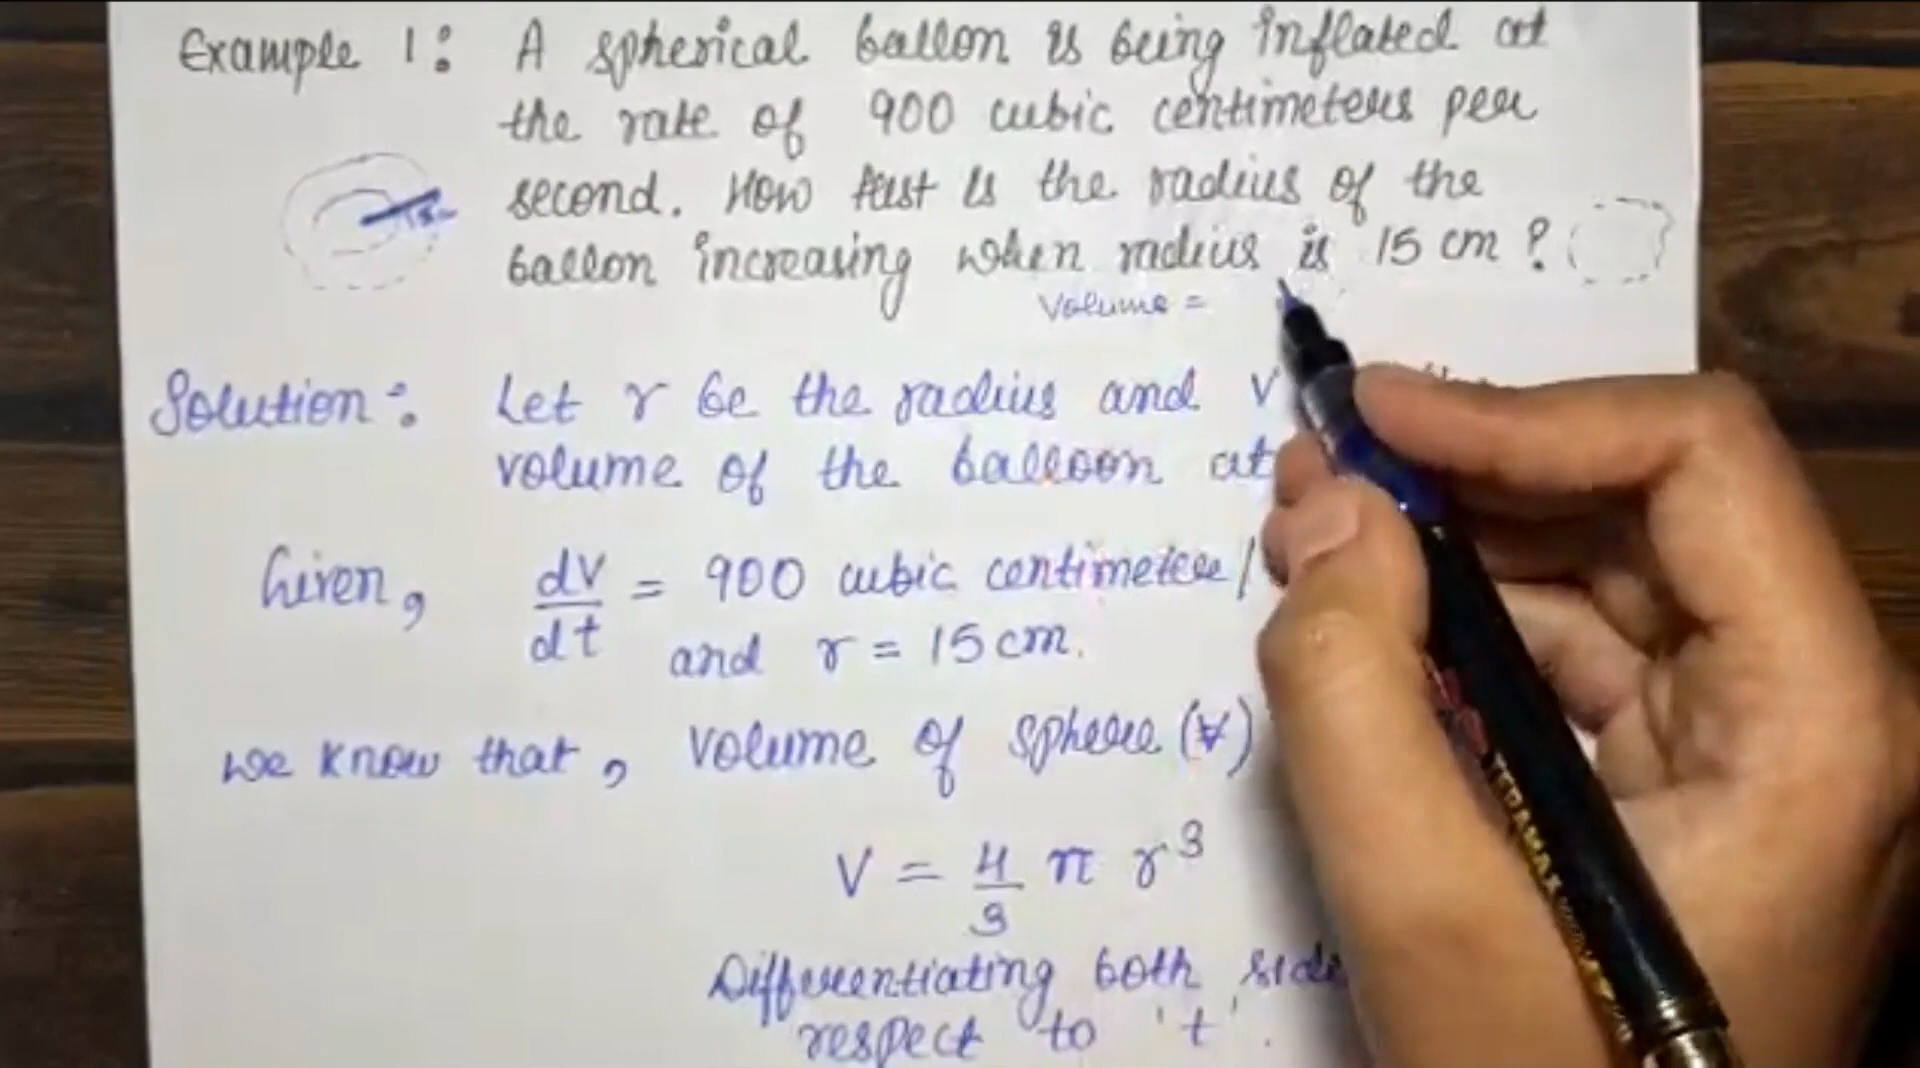 Example 1: A spherical ballon is being inflated at
the rate of 900 cubic centimeters per
second. How fast is the radius of the
ballon increasing when radius is 15 cm?
Volume =
Solution:- Let r be the radius and V
volume of the balloon at
Given, dV/dt = 900 cubic centimeter/
and r = 15 cm.
we know that, volume of sphere (V)
V = 4/3 π r³
Differentiating both side
respect to 't'.